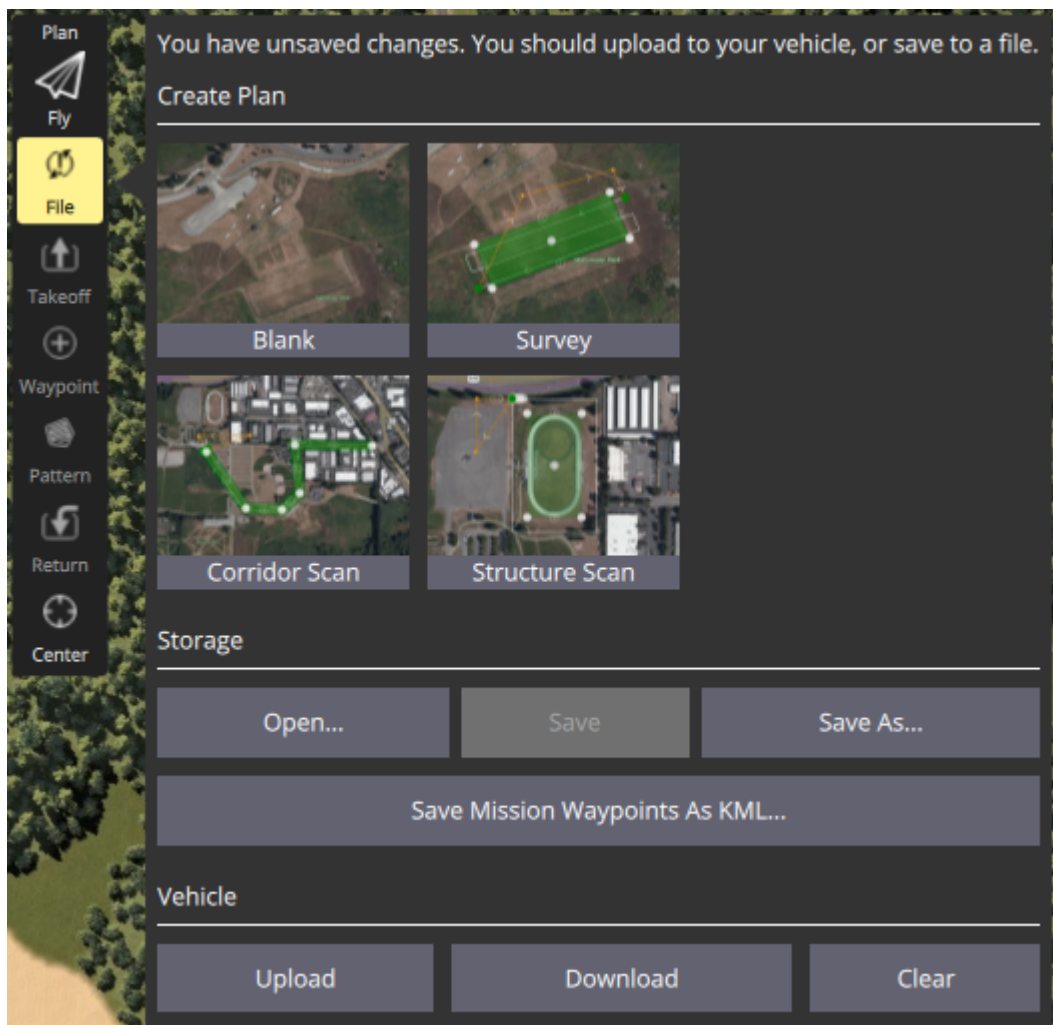 Plan
Fly
File
Takeoff
Waypoint
Pattern
Return
Center
You have unsaved changes. You should upload to your vehicle, or save to a file.
Create Plan
Blank
Survey
Corridor Scan
Structure Scan
Storage
Open...
Save
Save As...
Save Mission Waypoints As KML...
Vehicle
Upload
Download
Clear